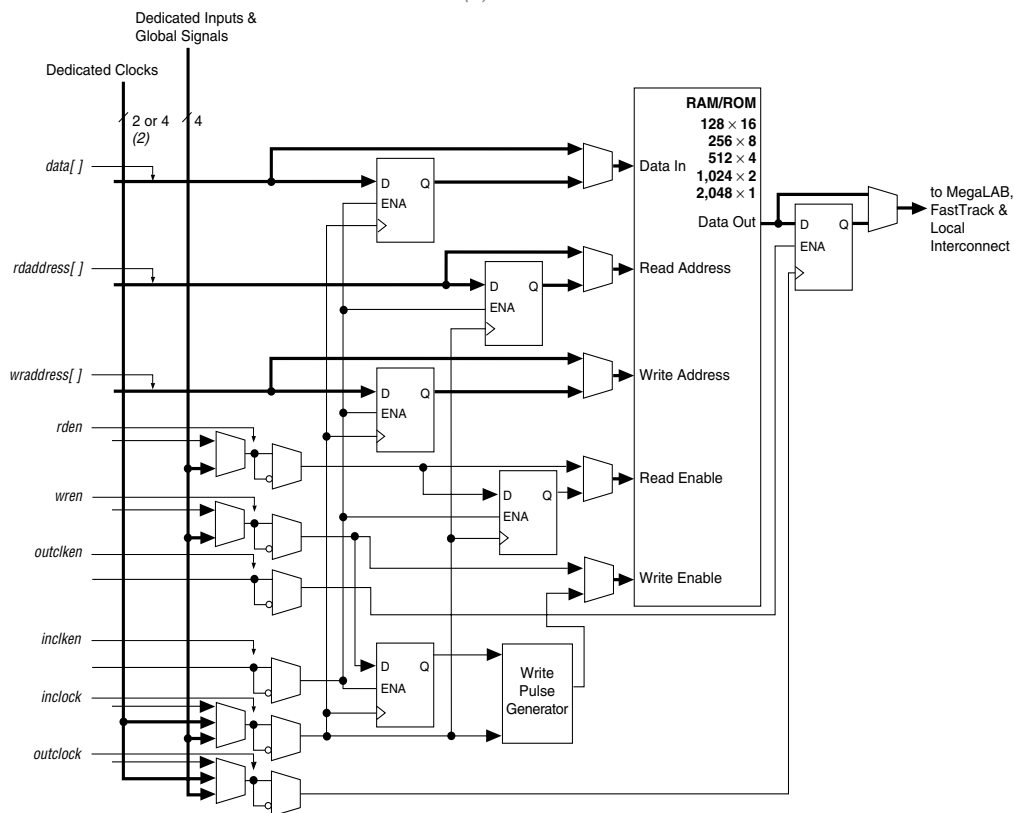 Dedicated Inputs &
Global Signals
Dedicated Clocks
2 or 4
(2)
4
RAM/ROM
128 × 16
256 × 8
512 × 4
1,024 × 2
2,048 × 1
data[ ]
D Q
ENA
Data In
Data Out
D Q
ENA
to MegaLAB,
FastTrack &
Local
Interconnect
rdaddress[ ]
D Q
ENA
Read Address
wraddress[ ]
D Q
ENA
Write Address
rden
D Q
ENA
Read Enable
wren
outclken
Write Enable
inclken
D Q
ENA
Write
Pulse
Generator
inclock
outclock